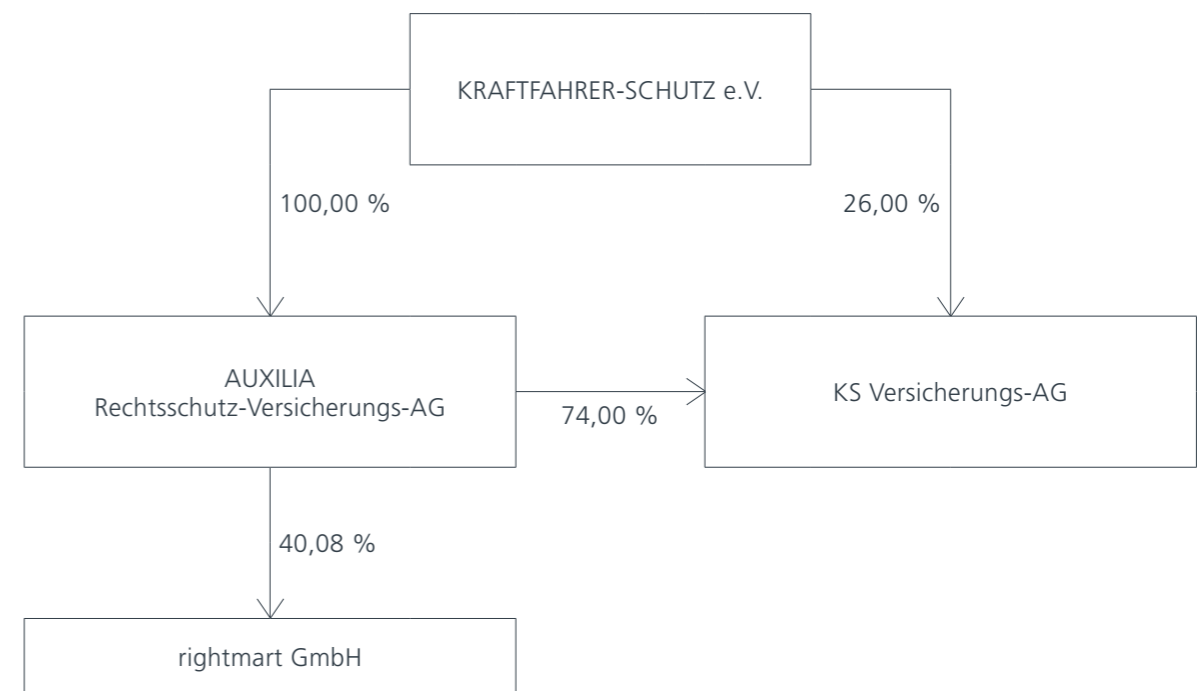 KRAFTFAHRER-SCHUTZ e.V.
100,00 %
26,00 %
AUXILIA
Rechtsschutz-Versicherungs-AG
74,00 %
KS Versicherungs-AG
40,08 %
rightmart GmbH